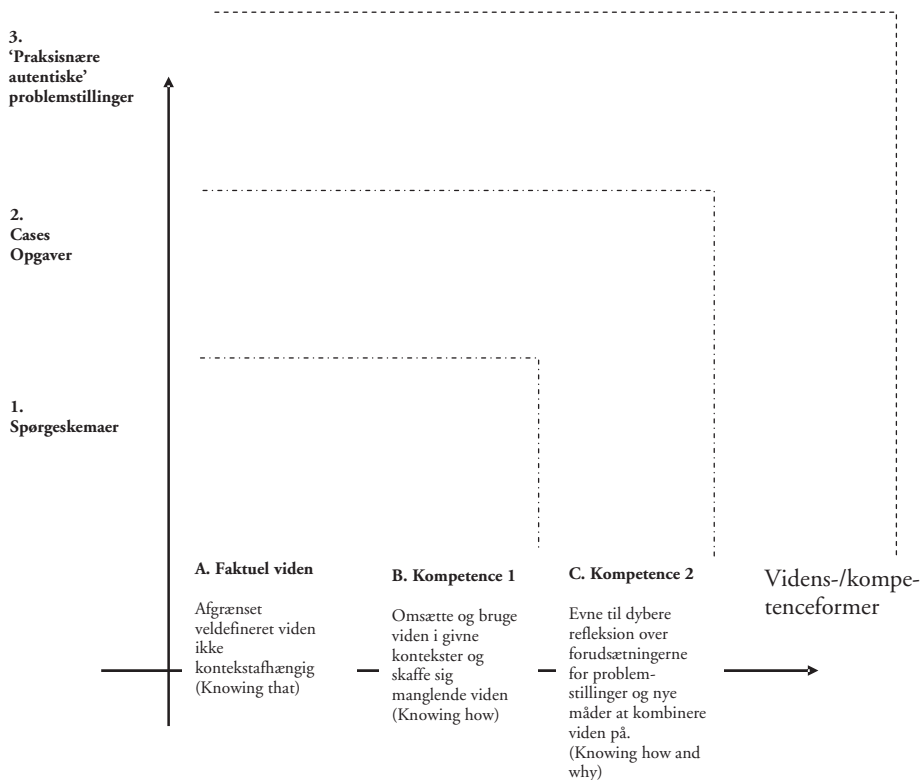 3.
‘Praksisnære
autentiske’
problemstillinger
2.
Cases
Opgaver
1.
Spørgeskemaer
A. Faktuel viden
Afgrænset
veldefineret viden
ikke
kontekstafhængig
(Knowing that)
B. Kompetence 1
Omsætte og bruge
viden i givne
kontekster og
skaffe sig
manglende viden
(Knowing how)
C. Kompetence 2
Evne til dybere
refleksion over
forudsætningerne
for problem-
stillinger og nye
måder at kombinere
viden på.
(Knowing how and
why)
Videns-/kompe-
tenceformer